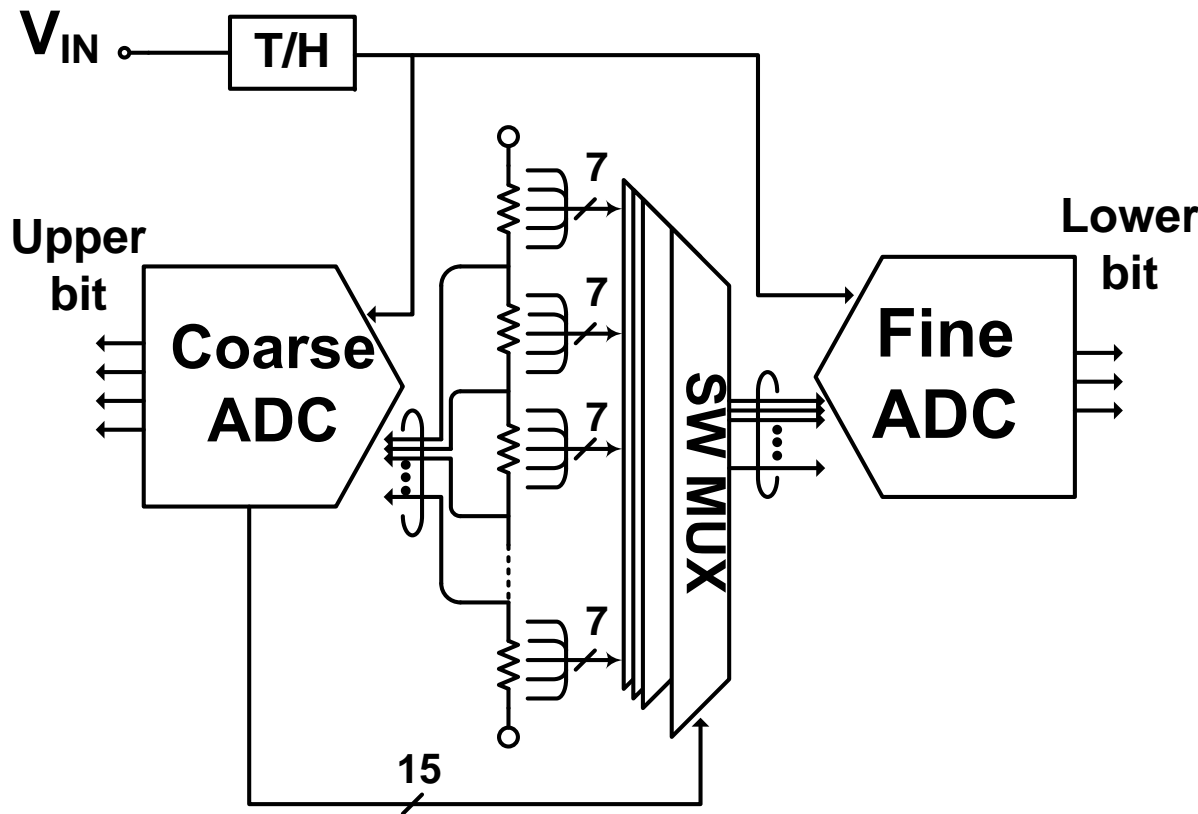 VIN
T/H
7
Upper
bit
Lower
bit
7
Coarse
ADC
Fine
ADC
7
SW MUX
7
15